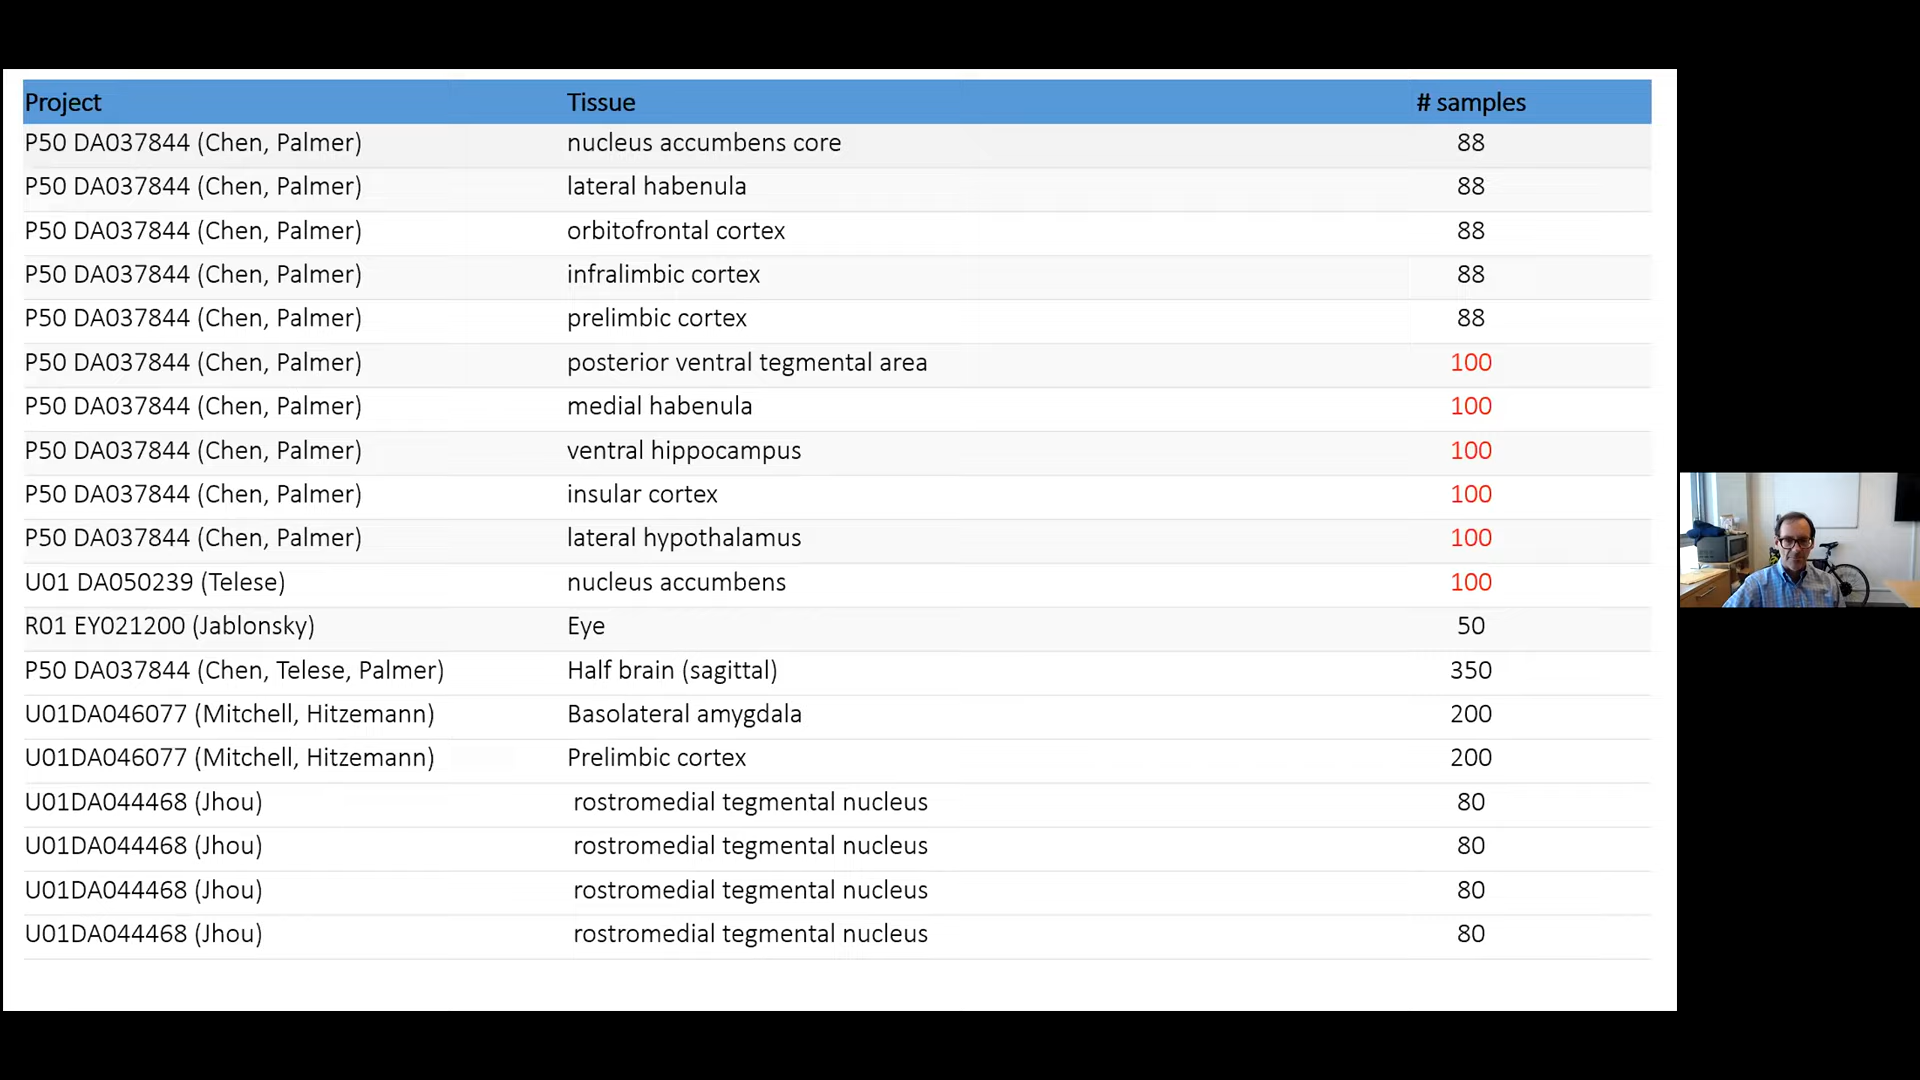 Project Tissue # samples
P50 DA037844 (Chen, Palmer) nucleus accumbens core 88
P50 DA037844 (Chen, Palmer) lateral habenula 88
P50 DA037844 (Chen, Palmer) orbitofrontal cortex 88
P50 DA037844 (Chen, Palmer) infralimbic cortex 88
P50 DA037844 (Chen, Palmer) prelimbic cortex 88
P50 DA037844 (Chen, Palmer) posterior ventral tegmental area 100
P50 DA037844 (Chen, Palmer) medial habenula 100
P50 DA037844 (Chen, Palmer) ventral hippocampus 100
P50 DA037844 (Chen, Palmer) insular cortex 100
P50 DA037844 (Chen, Palmer) lateral hypothalamus 100
U01 DA050239 (Telese) nucleus accumbens 100
R01 EY021200 (Jablonsky) Eye 50
P50 DA037844 (Chen, Telese, Palmer) Half brain (sagittal) 350
U01DA046077 (Mitchell, Hitzemann) Basolateral amygdala 200
U01DA046077 (Mitchell, Hitzemann) Prelimbic cortex 200
U01DA044468 (Jhou) rostromedial tegmental nucleus 80
U01DA044468 (Jhou) rostromedial tegmental nucleus 80
U01DA044468 (Jhou) rostromedial tegmental nucleus 80
U01DA044468 (Jhou) rostromedial tegmental nucleus 80